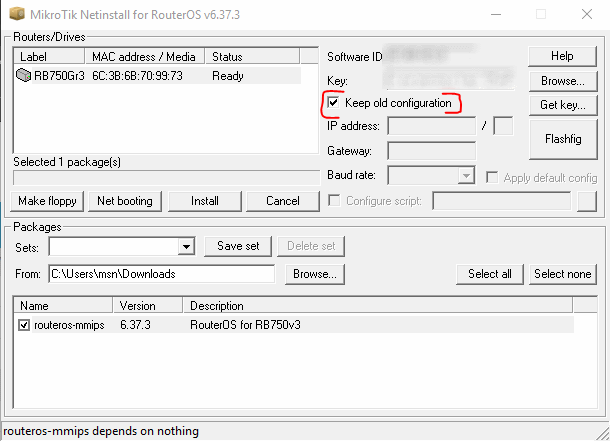 MikroTik Netinstall for RouterOS v6.37.3
Routers/Drives
Label MAC address / Media Status
RB750Gr3 6C:3B:6B:70:99:73 Ready
Selected 1 package(s)
Make floppy Net booting Install Cancel
Software ID
Key:
Keep old configuration
IP address: /
Gateway:
Baud rate: Apply default config
Configure script:
Help
Browse...
Get key...
Flashfig
Packages
Sets: Save set Delete set
From: C:\Users\msn\Downloads Browse... Select all Select none
Name Version Description
routeros-mmips 6.37.3 RouterOS for RB750v3
routeros-mmips depends on nothing